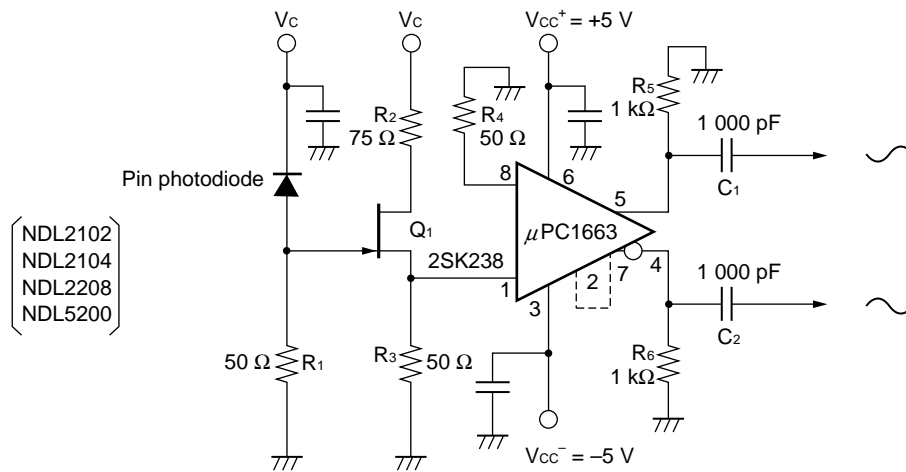 VC
VC
VCC+ = +5 V
R2
75 Ω
R4
50 Ω
R5
1 kΩ
1 000 pF
C1
Pin photodiode
8
6
5
μPC1663
Q1
NDL2102
NDL2104
NDL2208
NDL5200
2SK238
1
3
2
7
4
1 000 pF
C2
50 Ω
R1
R3
50 Ω
R6
1 kΩ
VCC− = −5 V